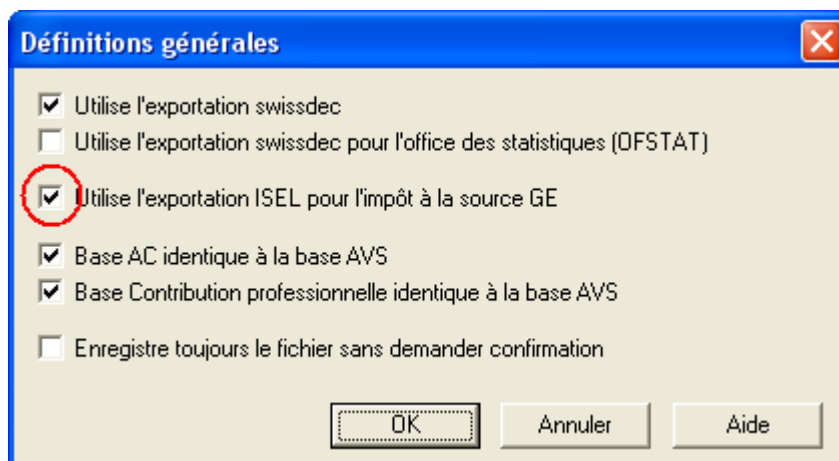 Définitions générales
Utilise l'exportation swissdec
Utilise l'exportation swissdec pour l'office des statistiques (OFSTAT)
Utilise l'exportation ISEL pour l'impôt à la source GE
Base AC identique à la base AVS
Base Contribution professionnelle identique à la base AVS
Enregistre toujours le fichier sans demander confirmation
OK Annuler Aide